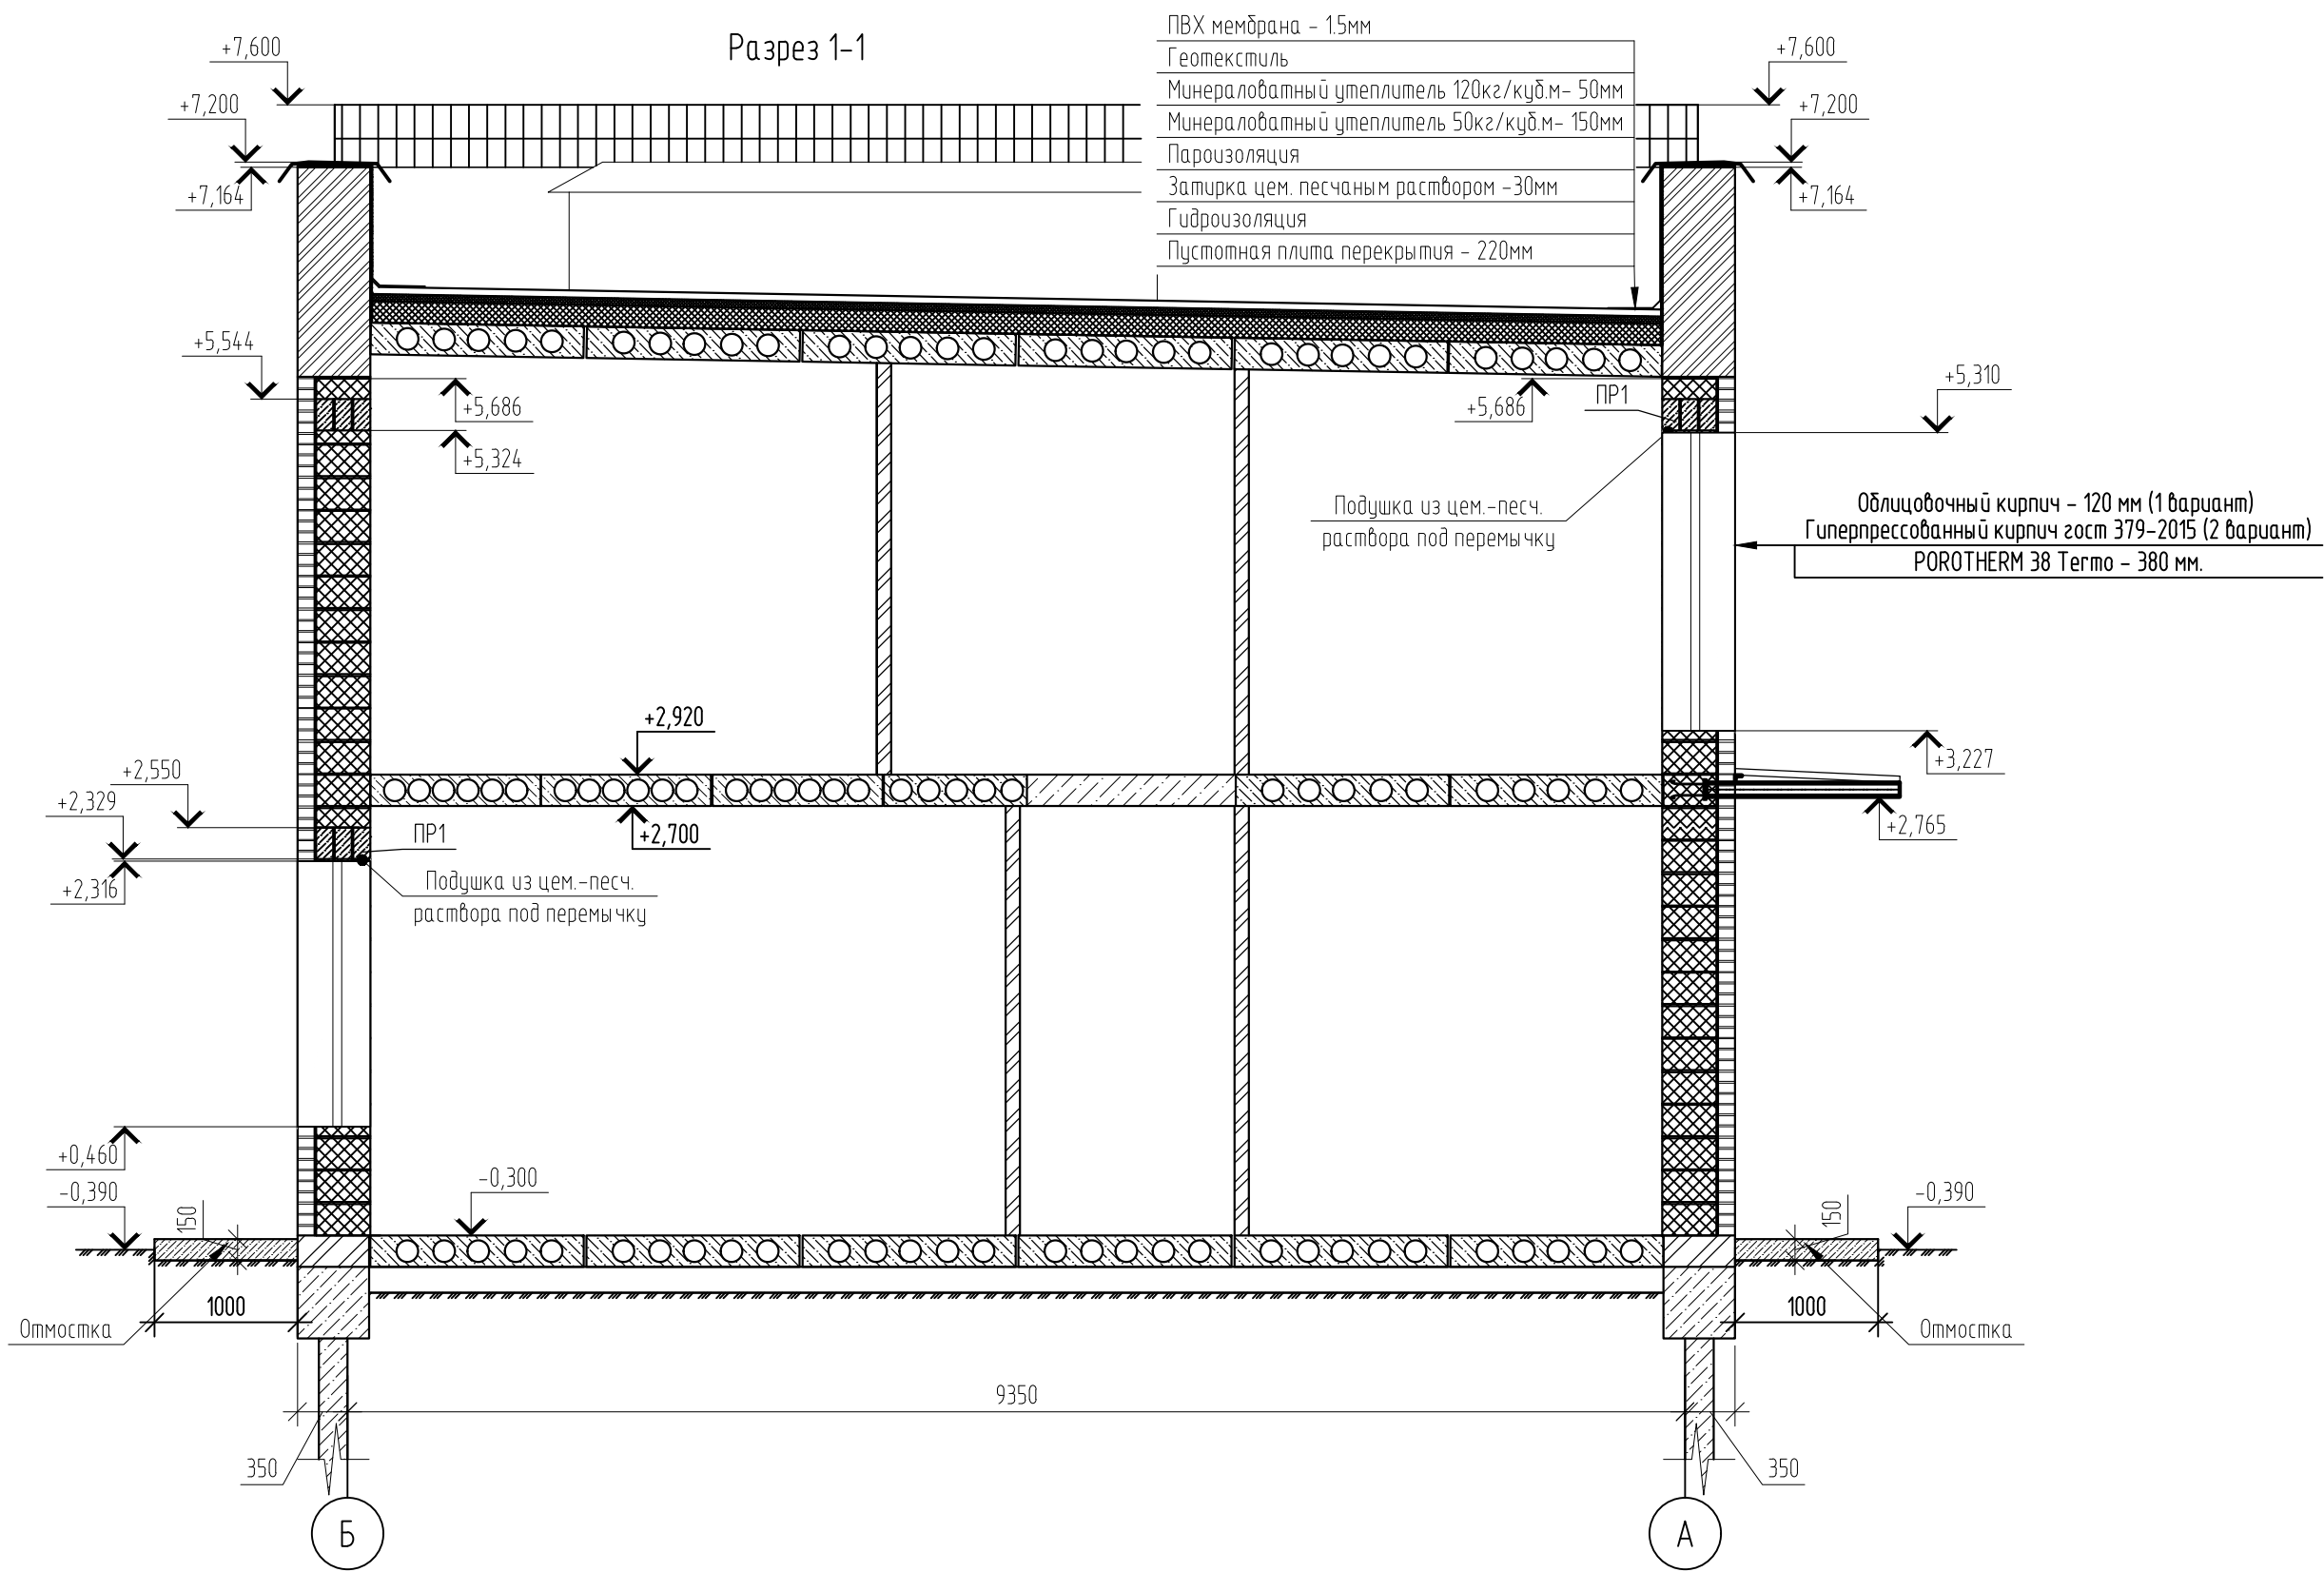 Разрез 1-1
ПВХ мембрана - 1.5мм
Геотекстиль
Минераловатный утеплитель 120кг/куб.м- 50мм
Минераловатный утеплитель 50кг/куб.м- 150мм
Пароизоляция
Затирка цем. песчаным раствором -30мм
Гидроизоляция
Пустотная плита перекрытия - 220мм
+7,600
+7,200
+7,164
+7,600
+7,200
+7,164
+5,544
+5,686
+5,324
+5,686
ПР1
+5,310
Подушка из цем.-песч.
раствора под перемычку
Облицовочный кирпич - 120 мм (1 вариант)
Гиперпрессованный кирпич гост 379-2015 (2 вариант)
POROTHERM 38 Termo - 380 мм.
+2,920
+2,700
+3,227
+2,765
+2,550
+2,329
+2,316
ПР1
Подушка из цем.-песч.
раствора под перемычку
+0,460
-0,390
150
-0,300
150
-0,390
1000
Отмостка
1000
Отмостка
9350
350
350
Б
А